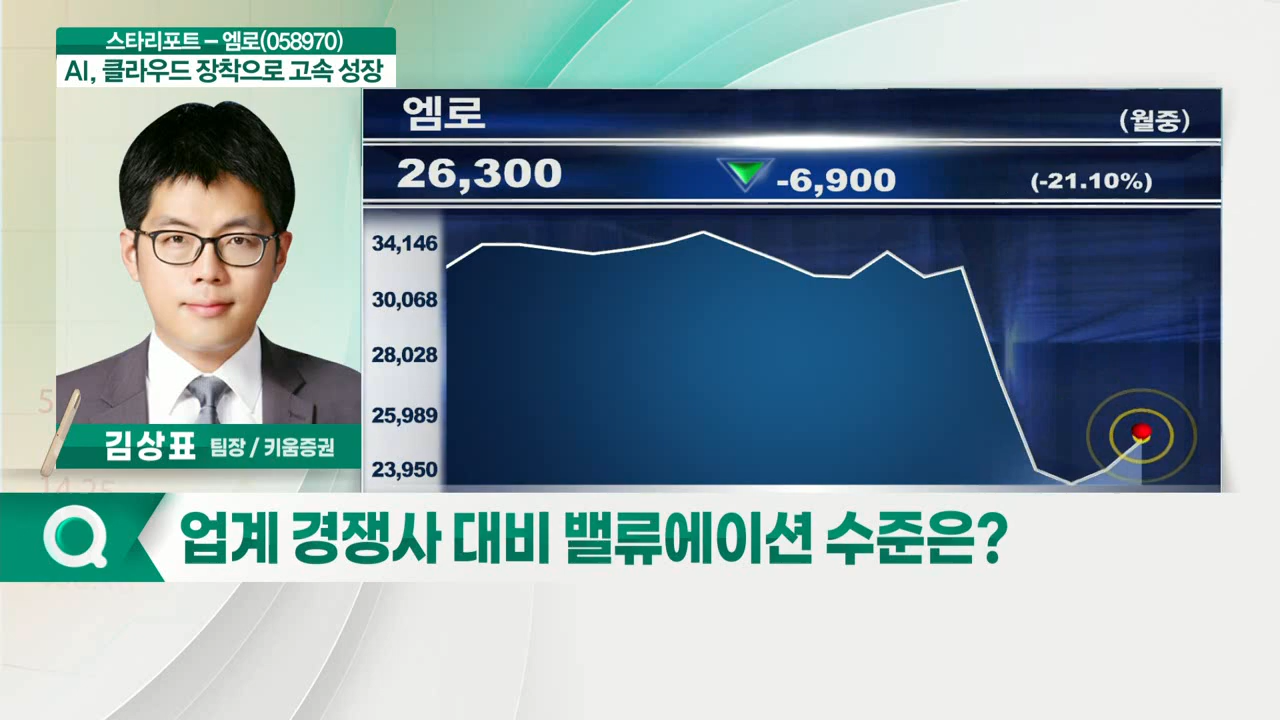 스타리포트 – 엠로(058970)
AI, 클라우드 장착으로 고속 성장
엠로
(월중)
26,300
-6,900
(-21.10%)
34,146
30,068
28,028
25,989
23,950
김상표 팀장 / 키움증권
Q 업계 경쟁사 대비 밸류에이션 수준은?